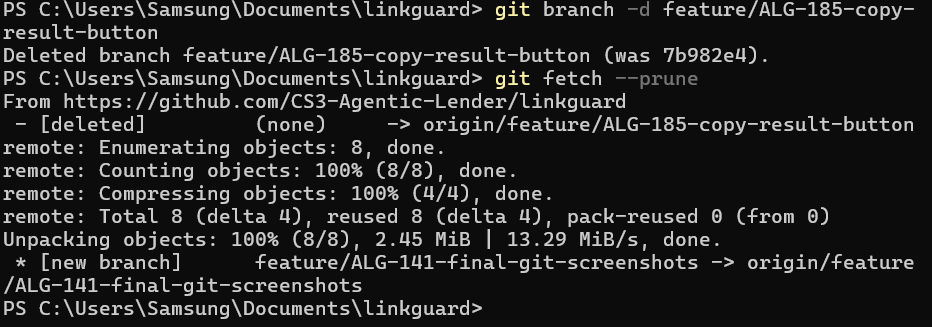 PS C:\Users\Samsung\Documents\linkguard> git branch -d feature/ALG-185-copy-
result-button
Deleted branch feature/ALG-185-copy-result-button (was 7b982e4).
PS C:\Users\Samsung\Documents\linkguard> git fetch --prune
From https://github.com/CS3-Agentic-Lender/linkguard
 - [deleted]         (none)     -> origin/feature/ALG-185-copy-result-button
remote: Enumerating objects: 8, done.
remote: Counting objects: 100% (8/8), done.
remote: Compressing objects: 100% (4/4), done.
remote: Total 8 (delta 4), reused 8 (delta 4), pack-reused 0 (from 0)
Unpacking objects: 100% (8/8), 2.45 MiB | 13.29 MiB/s, done.
 * [new branch]      feature/ALG-141-final-git-screenshots -> origin/feature
/ALG-141-final-git-screenshots
PS C:\Users\Samsung\Documents\linkguard>